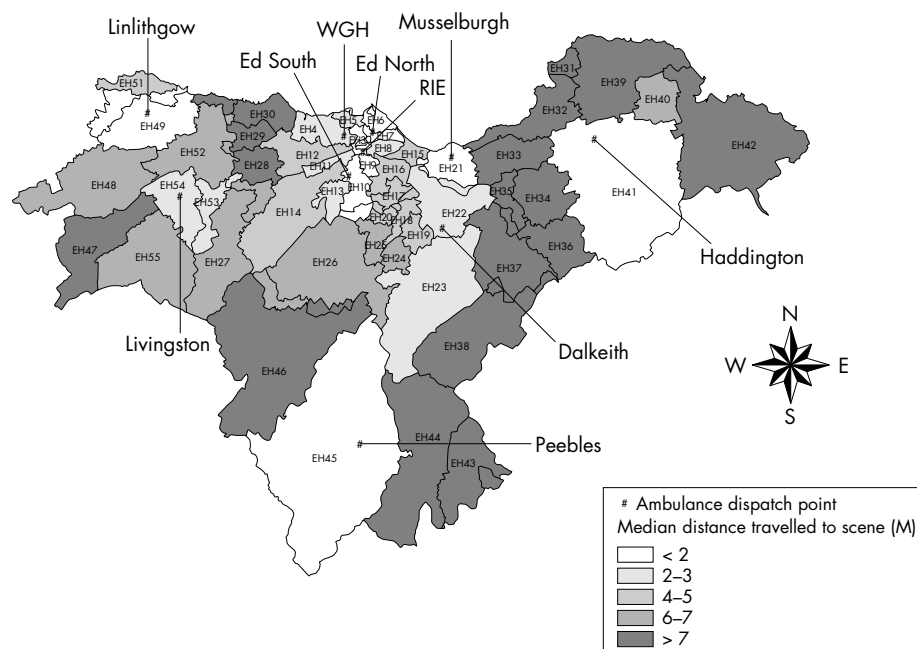 Linlithgow
WGH
Musselburgh
Ed South
Ed North
RIE
EH51
EH49
EH30
EH29
EH28
EH52
EH48
EH54
EH53
EH47
EH55
EH27
EH4
EH5
EH6
EH7
EH8
EH12
EH11
EH9
EH15
EH16
EH21
EH13
EH10
EH14
EH17
EH20
EH18
EH19
EH22
EH25
EH24
EH26
EH23
EH31
EH39
EH40
EH32
EH42
EH33
EH35
EH34
EH41
EH36
EH37
EH38
EH46
EH45
EH44
EH43
#
#
#
#
#
#
#
#
#
Haddington
Livingston
Dalkeith
Peebles
N
W E
S
# Ambulance dispatch point
Median distance travelled to scene (M)
< 2
2–3
4–5
6–7
> 7